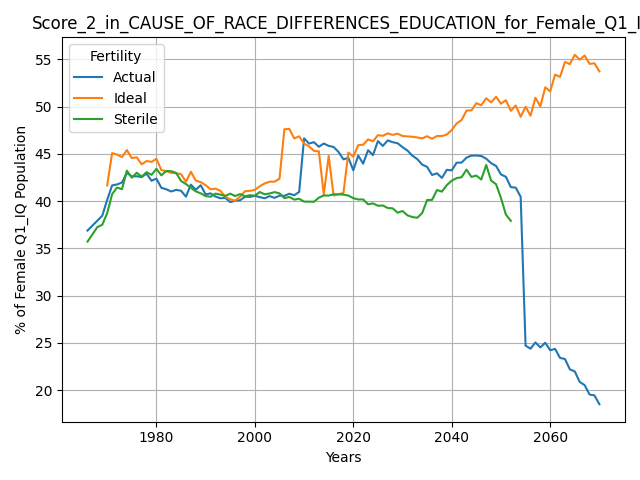 Score_2_in_CAUSE_OF_RACE_DIFFERENCES_EDUCATION_for_Female_Q1_I
Fertility
Actual
Ideal
Sterile
% of Female Q1_IQ Population
55
50
45
40
35
30
25
20
1980
2000
2020
2040
2060
Years